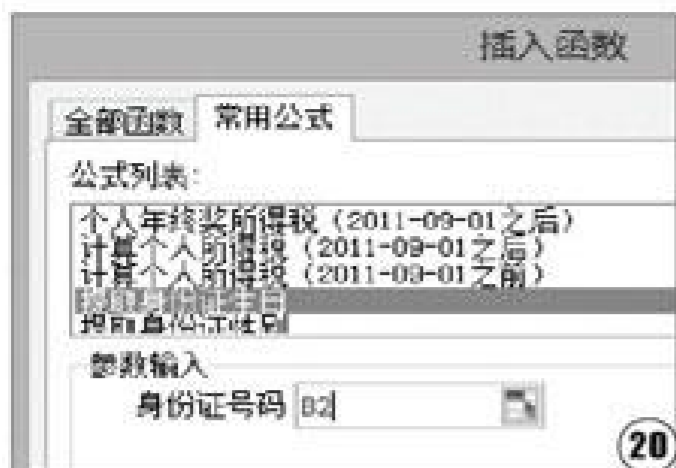 插入函数
全部函数 常用公式
公式列表:
个人年终奖所得税（2011-09-01之后）
计算个人所得税（2011-09-01之后）
计算个人所得税（2011-09-01之前）
提取身份证生日
提取身份证性别
参数输入
身份证号码 B2
20